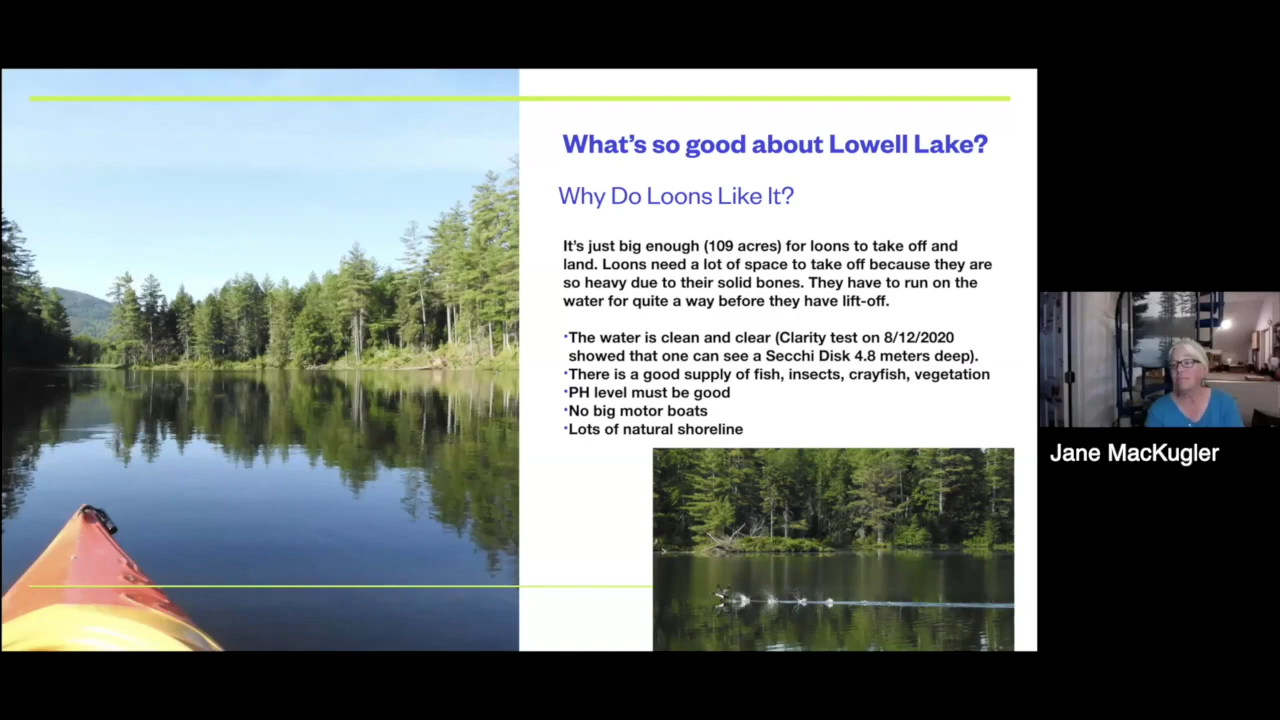 What's so good about Lowell Lake?
Why Do Loons Like It?
It's just big enough (109 acres) for loons to take off and
land. Loons need a lot of space to take off because they are
so heavy due to their solid bones. They have to run on the
water for quite a way before they have lift-off.
•The water is clean and clear (Clarity test on 8/12/2020
showed that one can see a Secchi Disk 4.8 meters deep).
•There is a good supply of fish, insects, crayfish, vegetation
•PH level must be good
•No big motor boats
•Lots of natural shoreline
Jane MacKugler